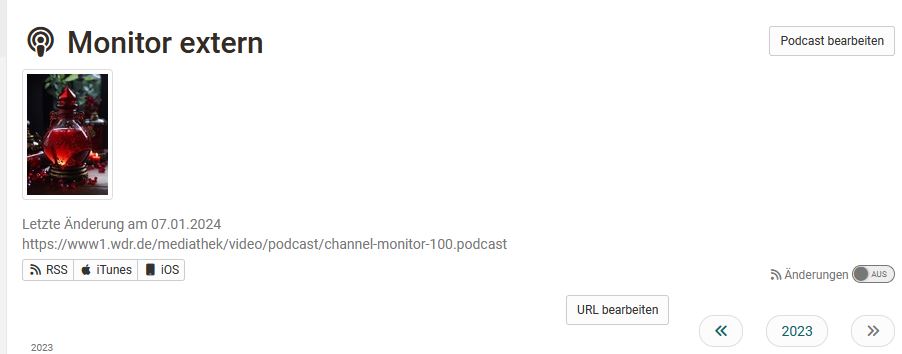 Monitor extern
Podcast bearbeiten
Letzte Änderung am 07.01.2024
https://www1.wdr.de/mediathek/video/podcast/channel-monitor-100.podcast
RSS iTunes iOS
Änderungen AUS
URL bearbeiten
« 2023 »
2023